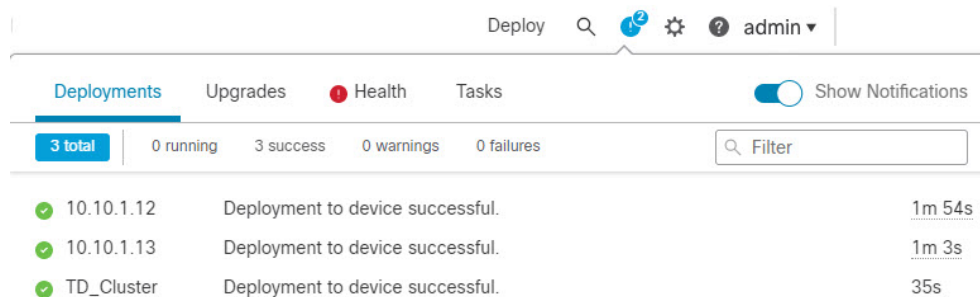 Deploy 2 admin
Deployments Upgrades Health Tasks Show Notifications
3 total 0 running 3 success 0 warnings 0 failures Filter
10.10.1.12 Deployment to device successful. 1m 54s
10.10.1.13 Deployment to device successful. 1m 3s
TD_Cluster Deployment to device successful. 35s